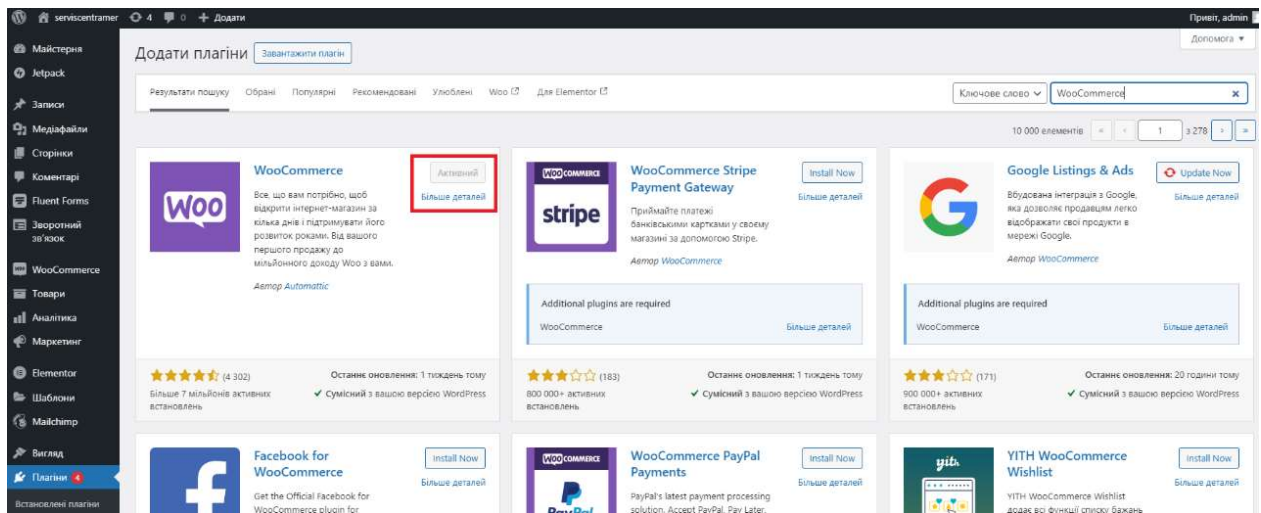 serviscentramer 4 0 + Додати Привіт, admin
Майстерня
Jetpack
Записи
Медіафайли
Сторінки
Коментарі
Fluent Forms
Зворотний
зв'язок
WooCommerce
Товари
Аналітика
Маркетинг
Elementor
Шаблони
Mailchimp
Вигляд
Плагіни 4
Встановлені плагіни
Допомога
Додати плагіни Завантажити плагін
Результати пошуку Обрані Популярні Рекомендовані Улюблені Woo Для Elementor Ключове слово WooCommerce
10 000 елементів « ‹ 1 з 278 › »
WOO
WooCommerce
Активний
Більше деталей
Все, що вам потрібно, щоб
відкрити інтернет-магазин за
кілька днів і підтримувати його
розвиток роками. Від вашого
першого продажу до
мільйонного доходу Woo з вами.
Автор Automattic
(4 302)
Більше 7 мільйонів активних
встановлень
Останнє оновлення: 1 тиждень тому
Сумісний з вашою версією WordPress
WOO COMMERCE
stripe
WooCommerce Stripe
Payment Gateway
Install Now
Більше деталей
Приймайте платежі
банківськими картками у своєму
магазині за допомогою Stripe.
Автор WooCommerce
Additional plugins are required
WooCommerce Більше деталей
(183)
800 000+ активних
встановлень
Останнє оновлення: 1 тиждень тому
Сумісний з вашою версією WordPress
G
Google Listings & Ads
Update Now
Більше деталей
Вбудована інтеграція з Google,
яка дозволяє продавцям легко
відображати свої продукти в
мережі Google.
Автор WooCommerce
Additional plugins are required
WooCommerce Більше деталей
(171)
900 000+ активних
встановлень
Останнє оновлення: 20 години тому
Сумісний з вашою версією WordPress
Facebook for
WooCommerce
Install Now
Більше деталей
Get the Official Facebook for
WooCommerce plugin for
WOO COMMERCE
PayPal
WooCommerce PayPal
Payments
Install Now
Більше деталей
PayPal's latest payment processing
solution. Accept PayPal, Pay Later,
yith
YITH WooCommerce
Wishlist
Install Now
Більше деталей
YITH WooCommerce Wishlist
додає всі функції списку бажань